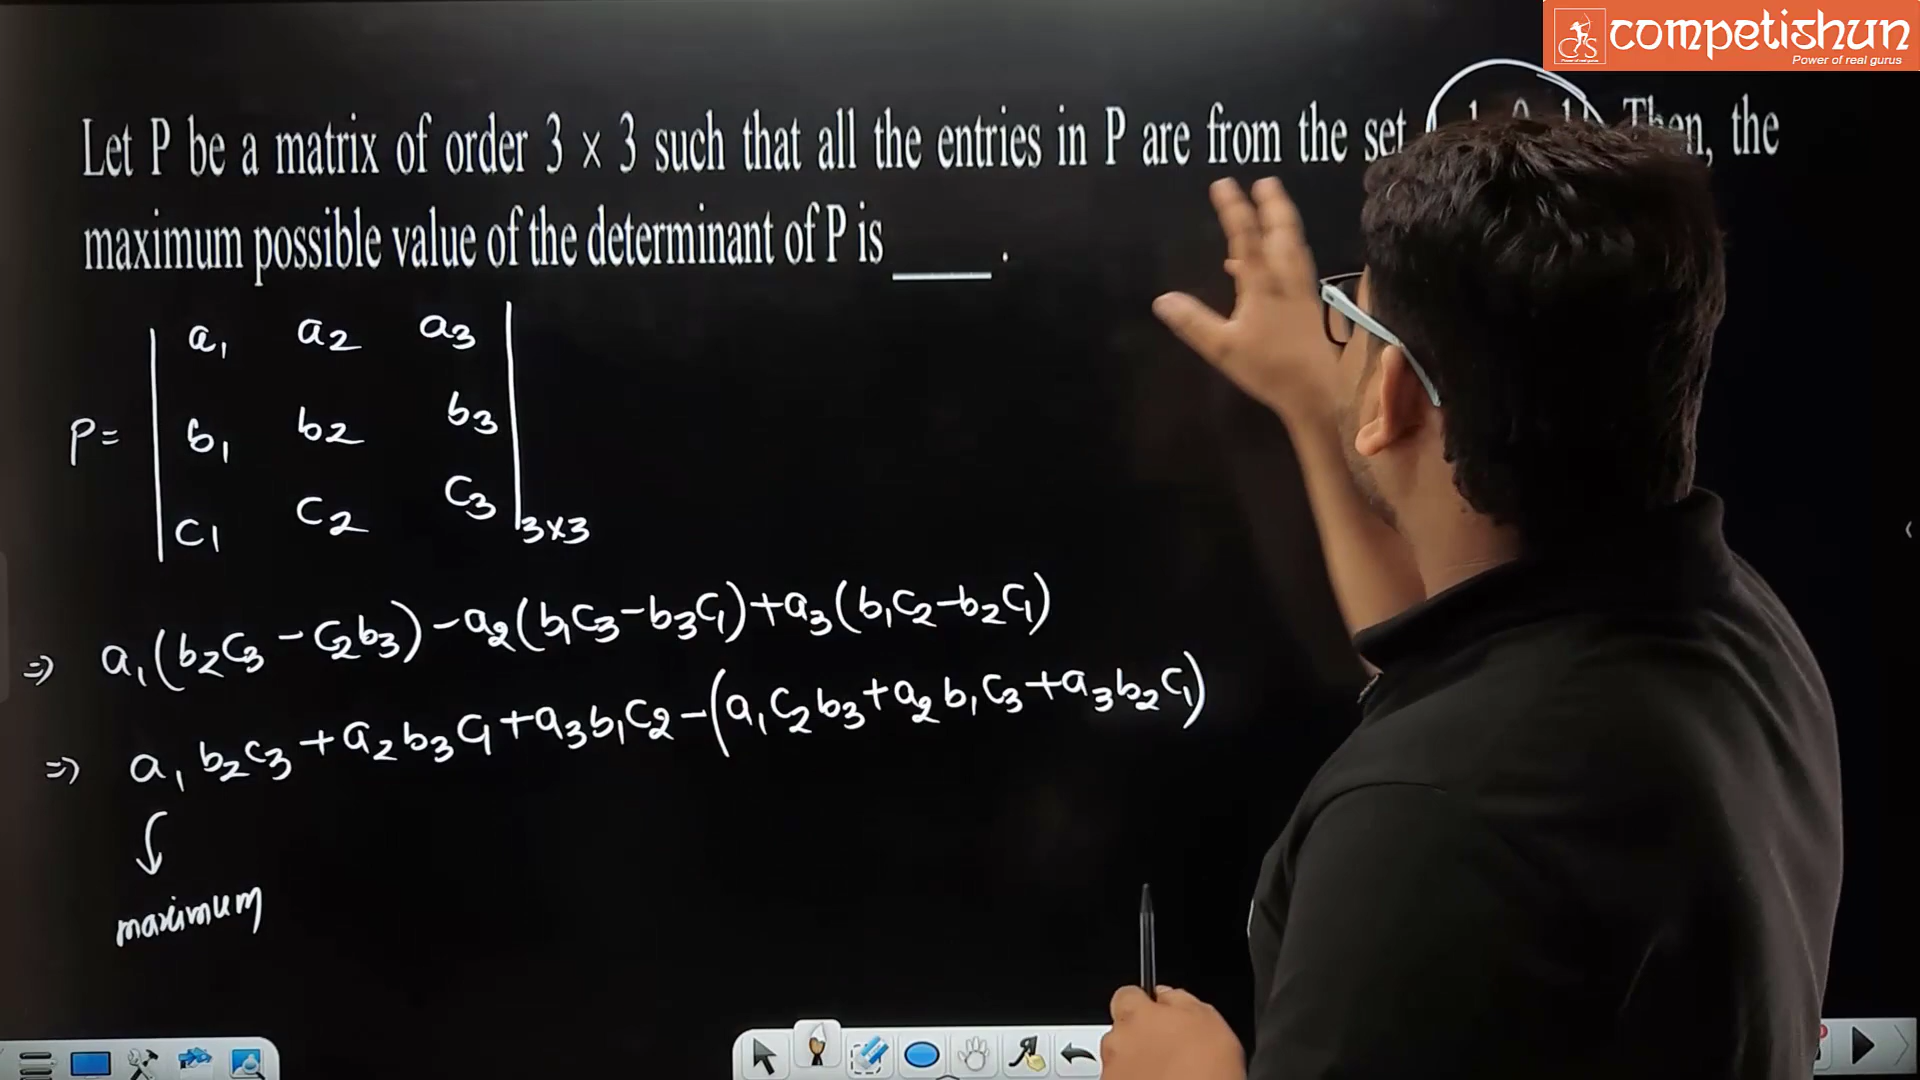 competishun
Power of real gurus
Let P be a matrix of order 3 × 3 such that all the entries in P are from the set Then, the
maximum possible value of the determinant of P is ____ .
a₁ a₂ a₃
P= b₁ b₂ b₃
c₁ c₂ c₃ 3×3
⇒ a₁(b₂c₃ - c₂b₃) - a₂(b₁c₃ - b₃c₁) + a₃(b₁c₂ - b₂c₁)
⇒ a₁b₂c₃ + a₂b₃c₁ + a₃b₁c₂ - (a₁c₂b₃ + a₂b₁c₃ + a₃b₂c₁)
maximum